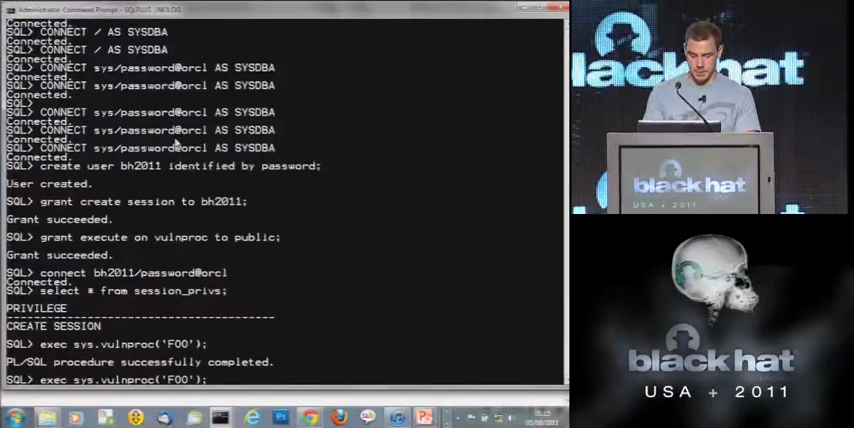 Administrator Command Prompt - SQLPLUS /NOLOG
Connected.
SQL> CONNECT / AS SYSDBA
Connected.
SQL> CONNECT / AS SYSDBA
Connected.
SQL> CONNECT sys/password@orcl AS SYSDBA
Connected.
SQL> CONNECT sys/password@orcl AS SYSDBA
Connected.
SQL>
SQL> CONNECT sys/password@orcl AS SYSDBA
Connected.
SQL> CONNECT sys/password@orcl AS SYSDBA
Connected.
SQL> CONNECT sys/password@orcl AS SYSDBA
Connected.
SQL> create user bh2011 identified by password;
User created.
SQL> grant create session to bh2011;
Grant succeeded.
SQL> grant execute on vulnproc to public;
Grant succeeded.
SQL> connect bh2011/password@orcl
Connected.
SQL> select * from session_privs;
PRIVILEGE
----------------------------------------
CREATE SESSION
SQL> exec sys.vulnproc('FOO');
PL/SQL procedure successfully completed.
SQL> exec sys.vulnproc('FOO');
01:15
05/08/2011
black hat
black hat
USA + 2011
black hat
USA + 2011